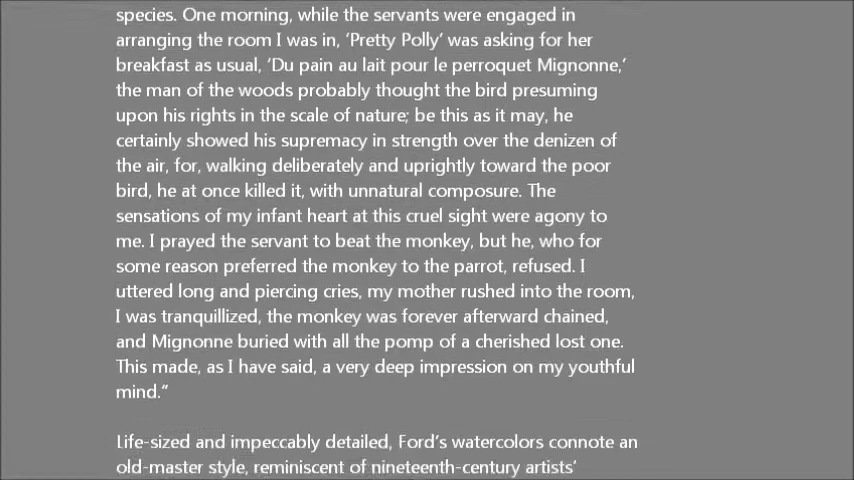 species. One morning, while the servants were engaged in
arranging the room I was in, ‘Pretty Polly’ was asking for her
breakfast as usual, ‘Du pain au lait pour le perroquet Mignonne,‘
the man of the woods probably thought the bird presuming
upon his rights in the scale of nature; be this as it may, he
certainly showed his supremacy in strength over the denizen of
the air, for, walking deliberately and uprightly toward the poor
bird, he at once killed it, with unnatural composure. The
sensations of my infant heart at this cruel sight were agony to
me. I prayed the servant to beat the monkey, but he, who for
some reason preferred the monkey to the parrot, refused. I
uttered long and piercing cries, my mother rushed into the room,
I was tranquillized, the monkey was forever afterward chained,
and Mignonne buried with all the pomp of a cherished lost one.
This made, as I have said, a very deep impression on my youthful
mind.”
Life-sized and impeccably detailed, Ford’s watercolors connote an
old-master style, reminiscent of nineteenth-century artists’